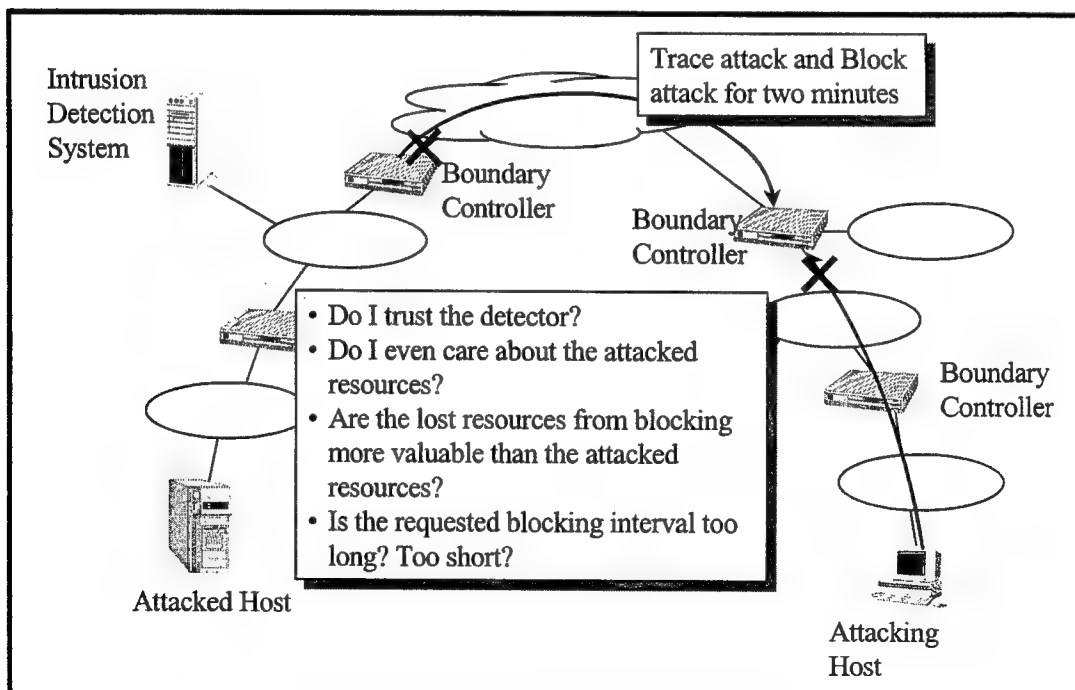 Intrusion
Detection
System
Trace attack and Block
attack for two minutes
Boundary
Controller
Boundary
Controller
• Do I trust the detector?
• Do I even care about the attacked
resources?
• Are the lost resources from blocking
more valuable than the attacked
resources?
• Is the requested blocking interval too
long? Too short?
Boundary
Controller
Attacked Host
Attacking
Host